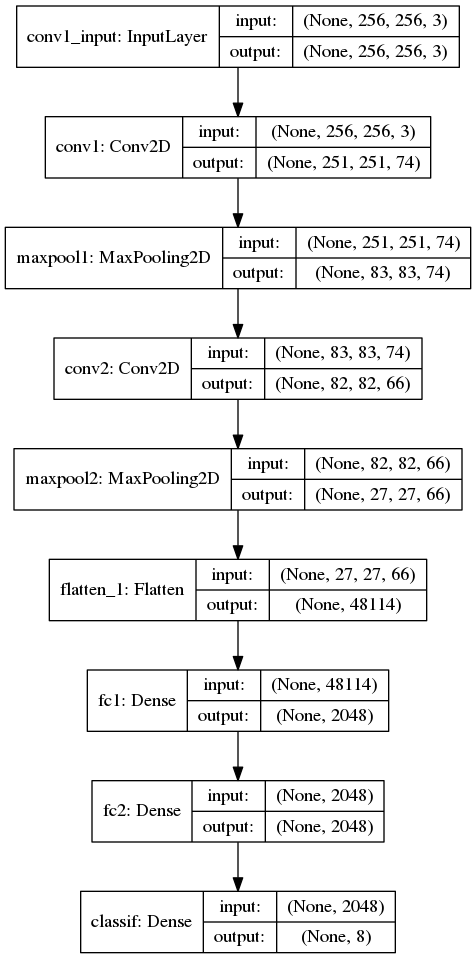 conv1_input: InputLayer
input: (None, 256, 256, 3)
output: (None, 256, 256, 3)
conv1: Conv2D
input: (None, 256, 256, 3)
output: (None, 251, 251, 74)
maxpool1: MaxPooling2D
input: (None, 251, 251, 74)
output: (None, 83, 83, 74)
conv2: Conv2D
input: (None, 83, 83, 74)
output: (None, 82, 82, 66)
maxpool2: MaxPooling2D
input: (None, 82, 82, 66)
output: (None, 27, 27, 66)
flatten_1: Flatten
input: (None, 27, 27, 66)
output: (None, 48114)
fc1: Dense
input: (None, 48114)
output: (None, 2048)
fc2: Dense
input: (None, 2048)
output: (None, 2048)
classif: Dense
input: (None, 2048)
output: (None, 8)